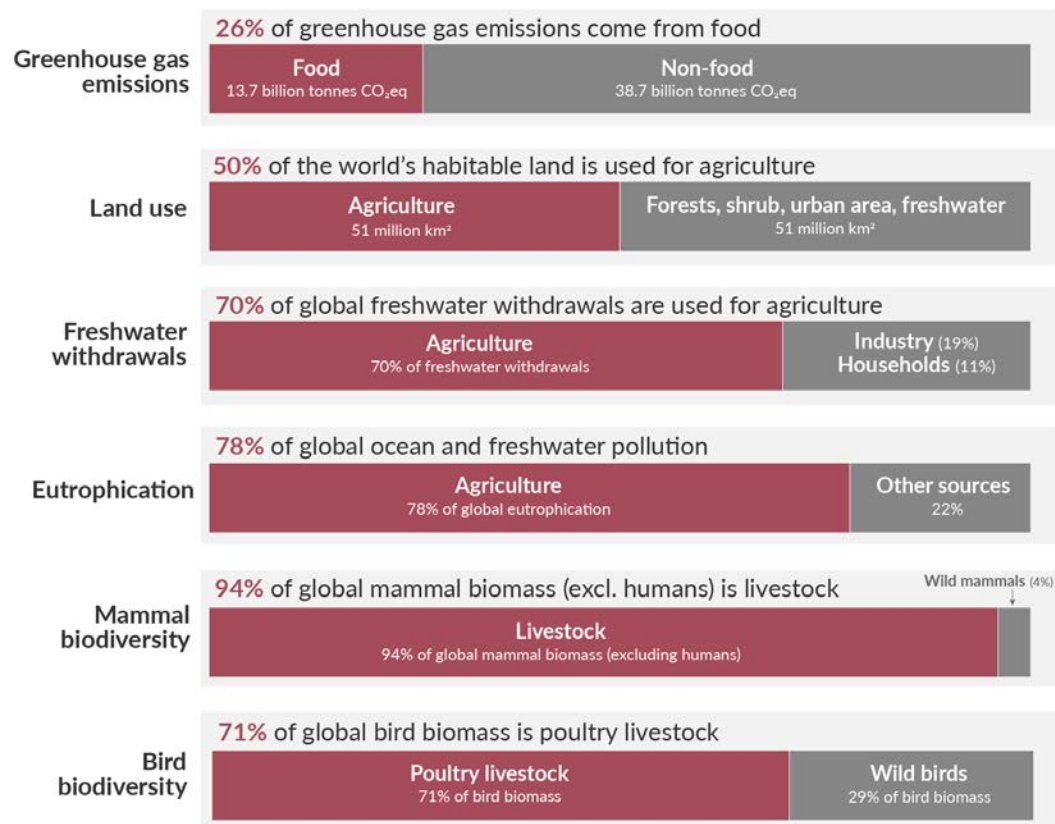 26% of greenhouse gas emissions come from food
Greenhouse gas
emissions
Food
13.7 billion tonnes CO₂eq
Non-food
38.7 billion tonnes CO₂eq
50% of the world's habitable land is used for agriculture
Land use
Agriculture
51 million km²
Forests, shrub, urban area, freshwater
51 million km²
70% of global freshwater withdrawals are used for agriculture
Freshwater
withdrawals
Agriculture
70% of freshwater withdrawals
Industry (19%)
Households (11%)
78% of global ocean and freshwater pollution
Eutrophication
Agriculture
78% of global eutrophication
Other sources
22%
94% of global mammal biomass (excl. humans) is livestock
Wild mammals (4%)
Mammal
biodiversity
Livestock
94% of global mammal biomass (excluding humans)
71% of global bird biomass is poultry livestock
Bird
biodiversity
Poultry livestock
71% of bird biomass
Wild birds
29% of bird biomass